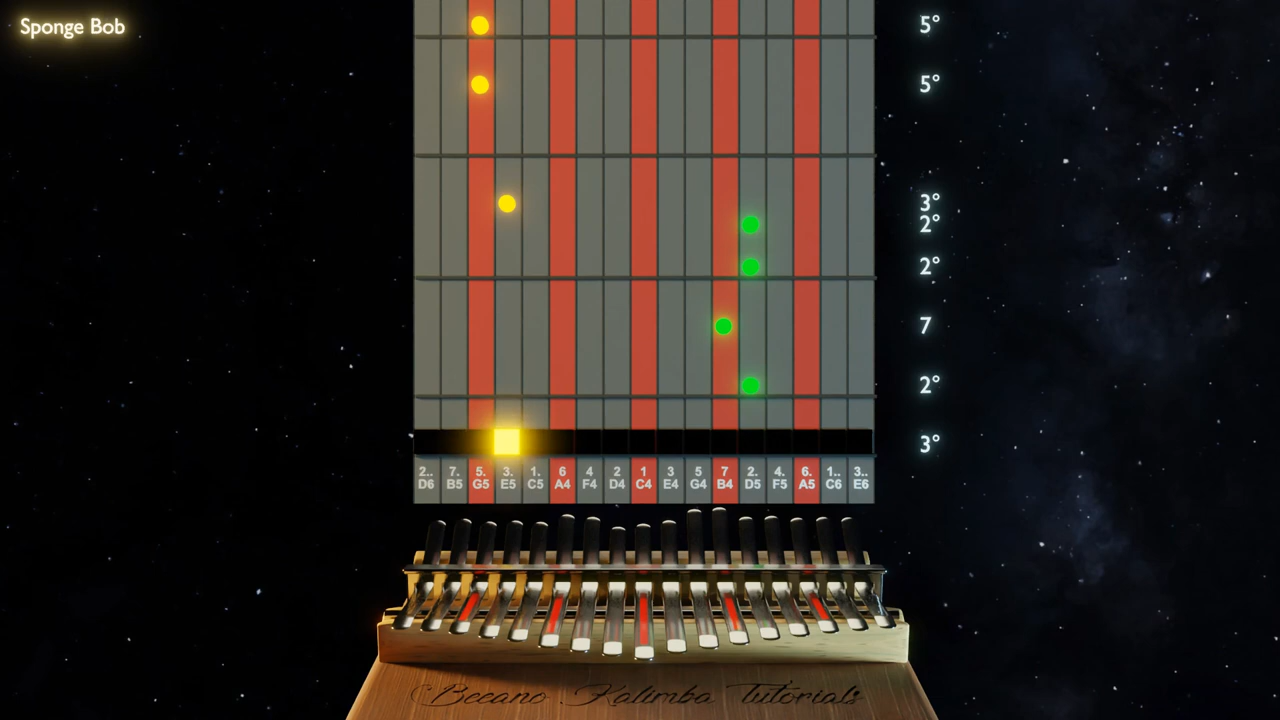 Sponge Bob
5°
5°
3°
2°
2°
7
2°
3°
2.. 7. 5. 3. 1. 6 4 2 1 3 5 7 2. 4. 6. 1.. 3..
D6 B5 G5 E5 C5 A4 F4 D4 C4 E4 G4 B4 D5 F5 A5 C6 E6
Beeano Kalimba Tutorials